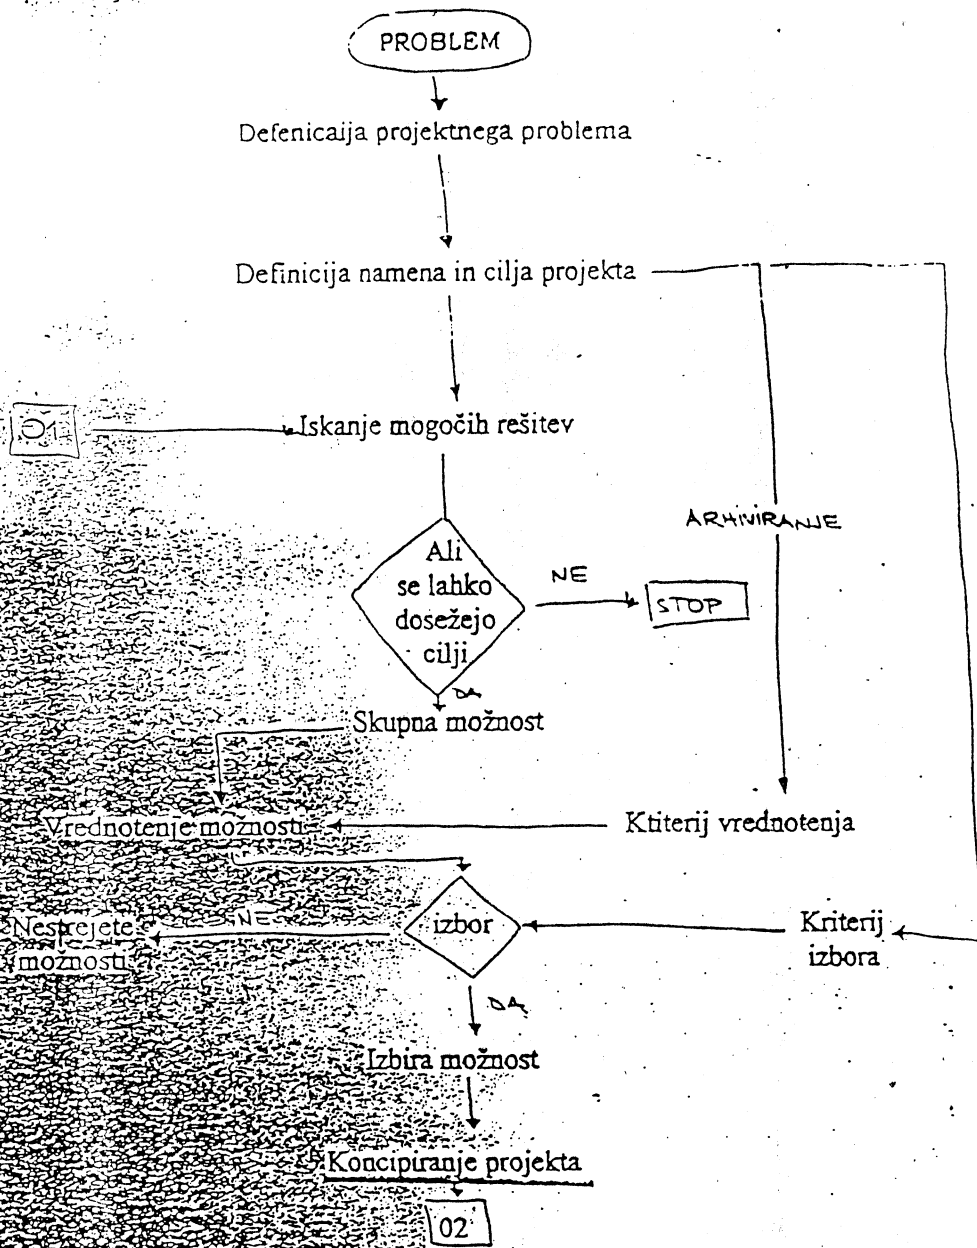 PROBLEM
Defenicaija projektnega problema
Definicija namena in cilja projekta
01
Iskanje mogočih rešitev
ARHIVIRANJE
Ali
se lahko
dosežejo
cilji
NE
STOP
DA
Skupna možnost
Vrednotenje možnosti
Ktiterij vrednotenja
Nesprejete
možnosti
NE
izbor
Kriterij
izbora
DA
Izbira možnost
Koncipiranje projekta
02